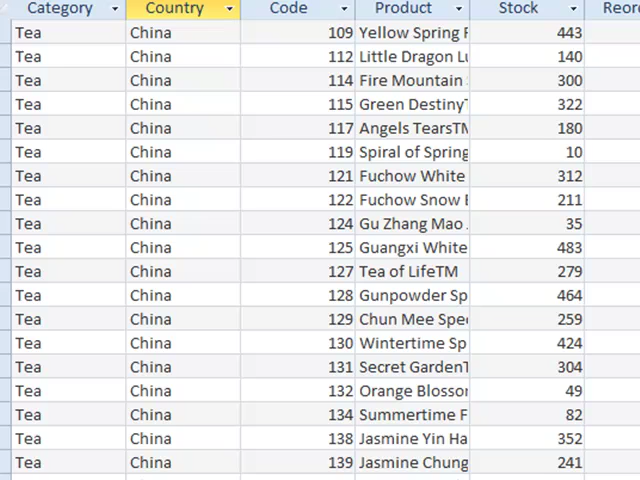 Category Country Code Product Stock Reor
Tea China 109 Yellow Spring F
443
Tea China 112 Little Dragon Lu 140
Tea China 114 Fire Mountain 300
Tea China 115 Green DestinyT 322
Tea China 117 Angels TearsTM 180
Tea China 119 Spiral of Spring 10
Tea China 121 Fuchow White 312
Tea China 122 Fuchow Snow B 211
Tea China 124 Gu Zhang Mao 35
Tea China 125 Guangxi White 483
Tea China 127 Tea of LifeTM 279
Tea China 128 Gunpowder Sp 464
Tea China 129 Chun Mee Spec 259
Tea China 130 Wintertime Sp 424
Tea China 131 Secret GardenT 304
Tea China 132 Orange Blossor 49
Tea China 134 Summertime F 82
Tea China 138 Jasmine Yin Ha 352
Tea China 139 Jasmine Chung 241